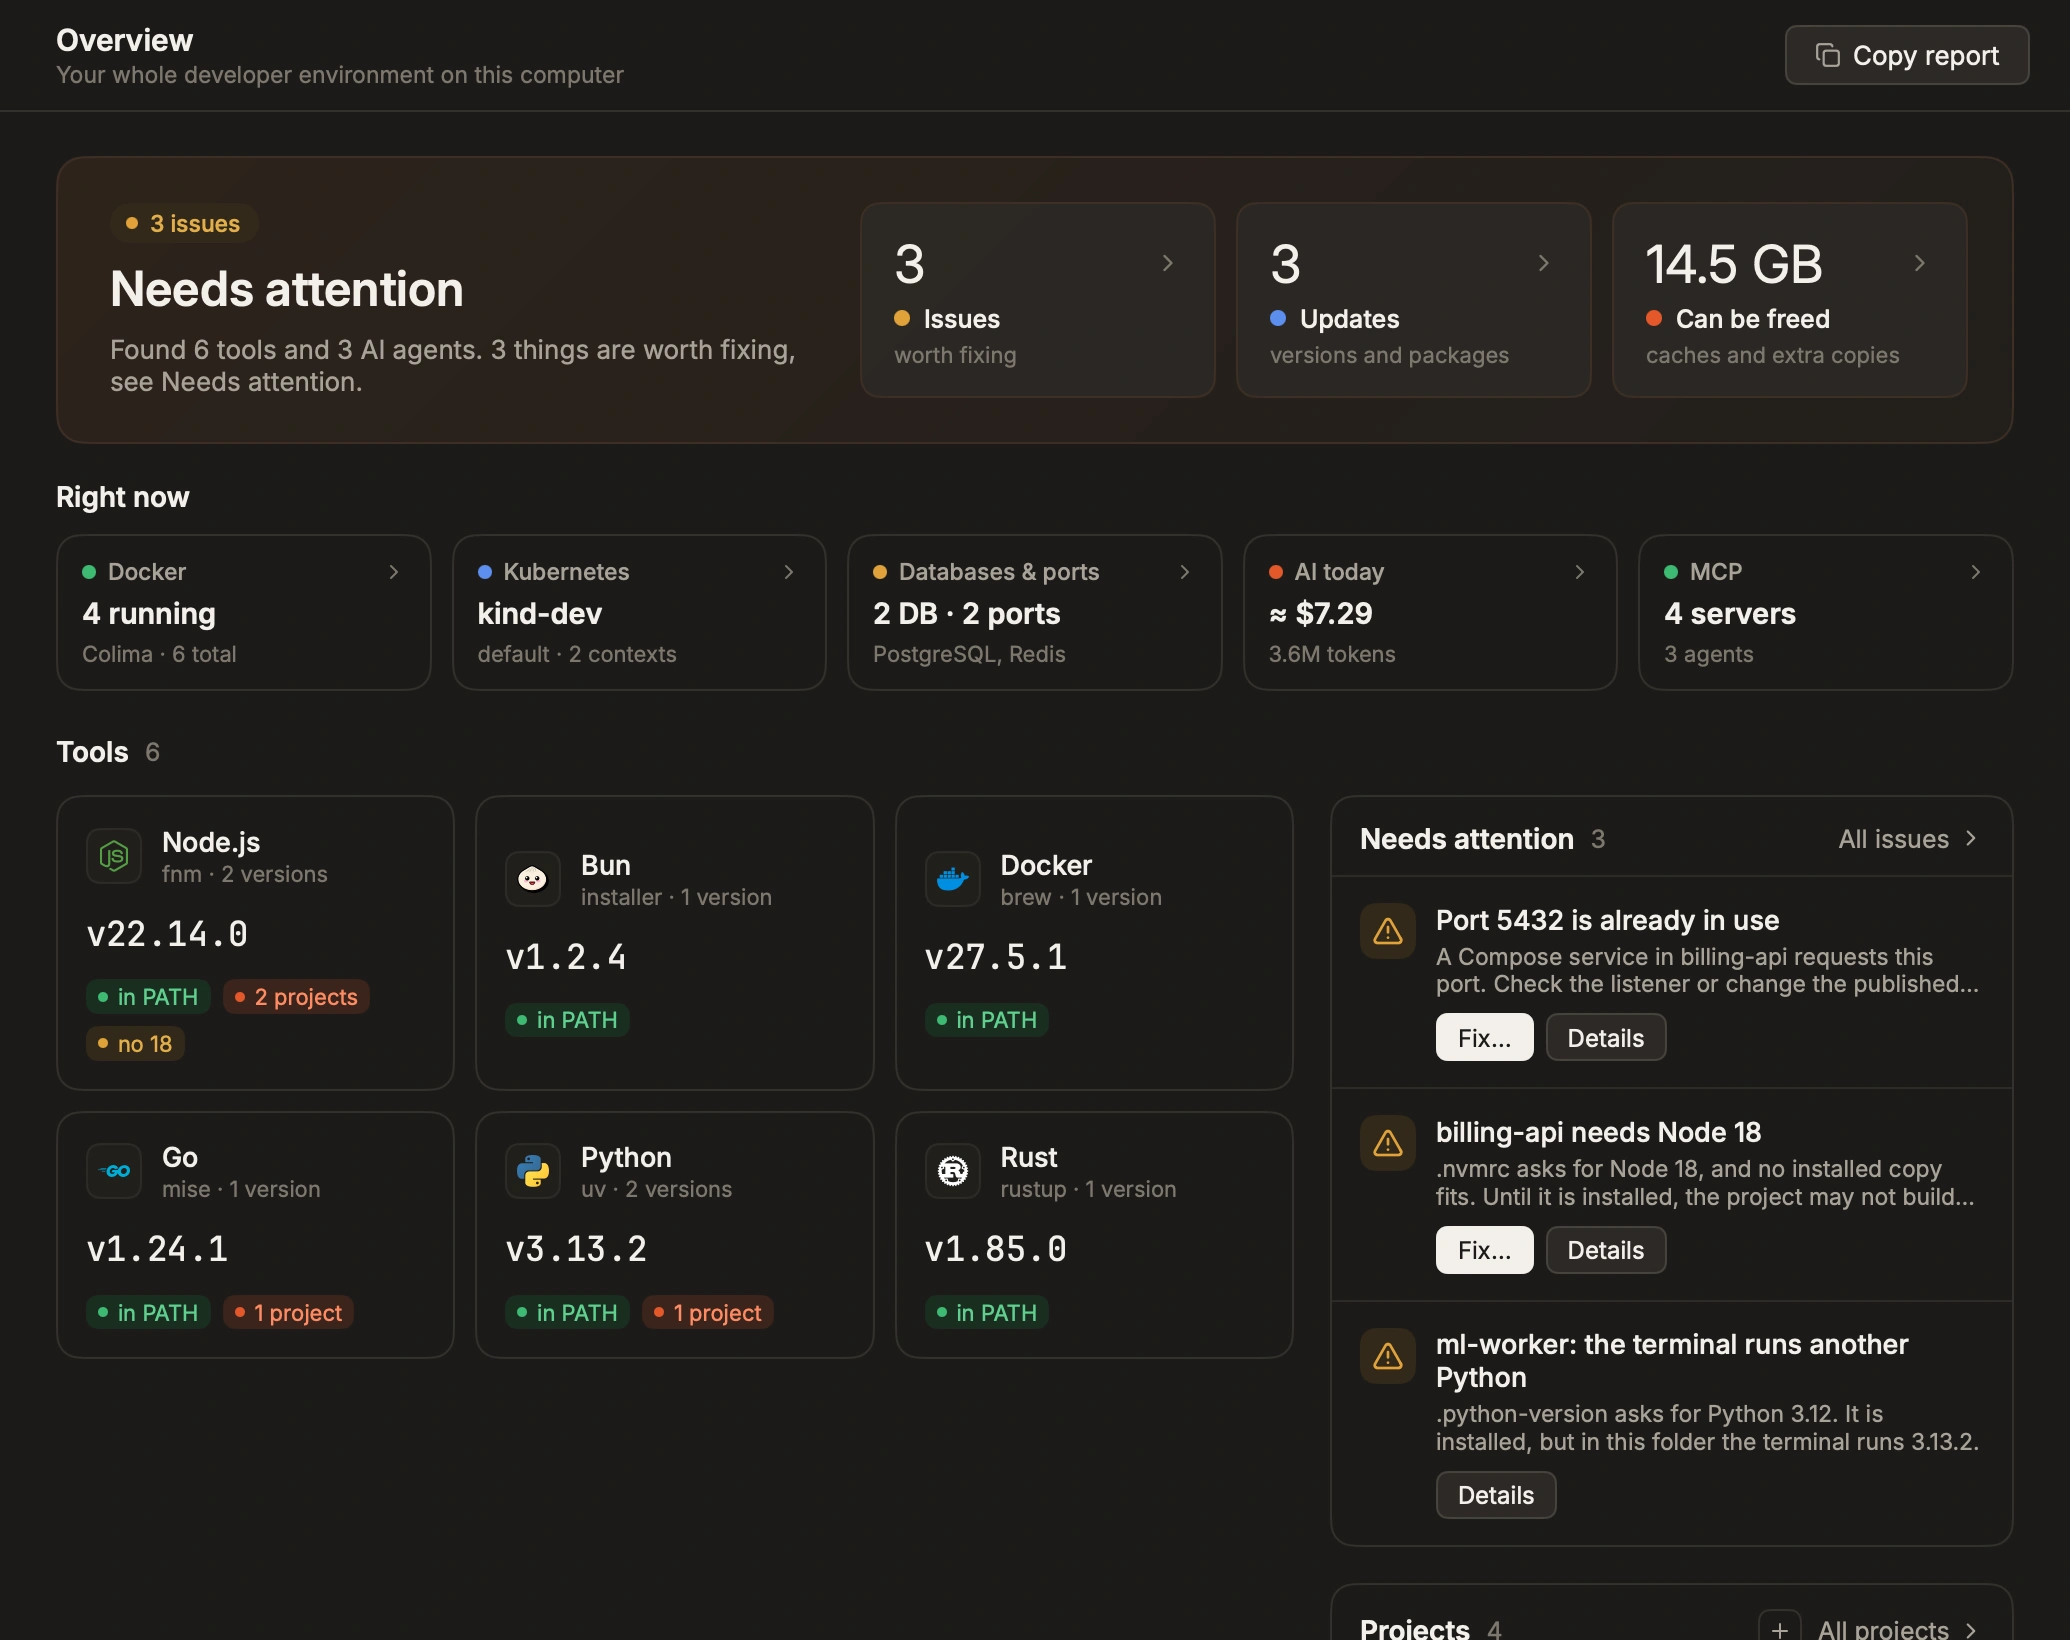 Overview
Your whole developer environment on this computer
Copy report
3 issues
Needs attention
Found 6 tools and 3 AI agents. 3 things are worth fixing,
see Needs attention.
3
Issues
worth fixing
3
Updates
versions and packages
14.5 GB
Can be freed
caches and extra copies
Right now
Docker
4 running
Colima · 6 total
Kubernetes
kind-dev
default · 2 contexts
Databases & ports
2 DB · 2 ports
PostgreSQL, Redis
AI today
≈ $7.29
3.6M tokens
MCP
4 servers
3 agents
Tools 6
JS
Node.js
fnm · 2 versions
v22.14.0
in PATH
2 projects
no 18
Bun
installer · 1 version
v1.2.4
in PATH
Docker
brew · 1 version
v27.5.1
in PATH
GO
Go
mise · 1 version
v1.24.1
in PATH
1 project
Python
uv · 2 versions
v3.13.2
in PATH
1 project
R
Rust
rustup · 1 version
v1.85.0
in PATH
Needs attention 3
All issues
Port 5432 is already in use
A Compose service in billing-api requests this
port. Check the listener or change the published...
Fix...
Details
billing-api needs Node 18
.nvmrc asks for Node 18, and no installed copy
fits. Until it is installed, the project may not build...
Fix...
Details
ml-worker: the terminal runs another
Python
.python-version asks for Python 3.12. It is
installed, but in this folder the terminal runs 3.13.2.
Details
Projects 4
All projects